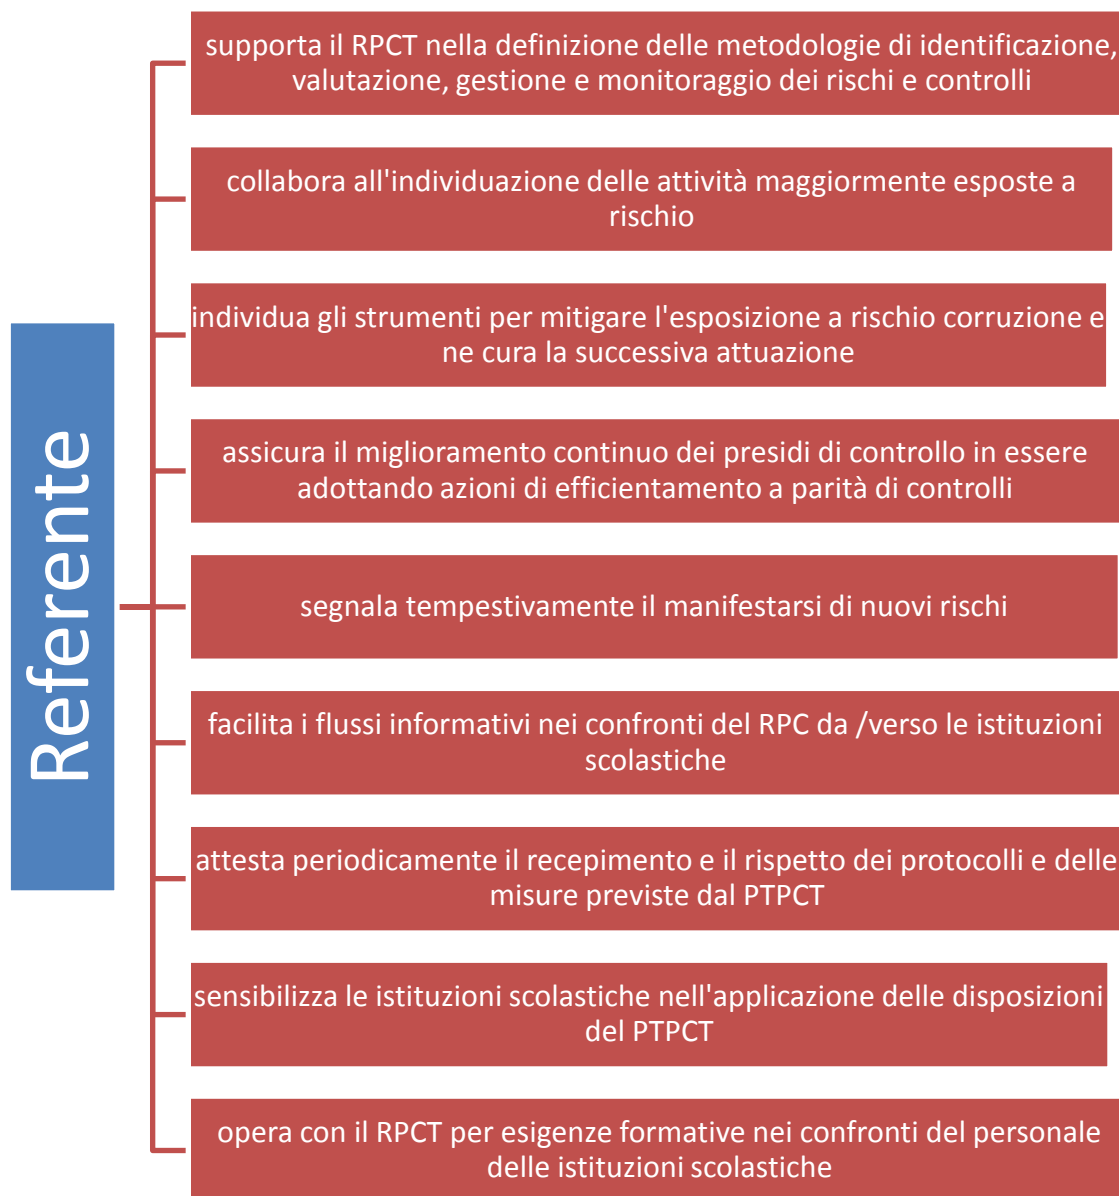 Referente
supporta il RPCT nella definizione delle metodologie di identificazione,
valutazione, gestione e monitoraggio dei rischi e controlli
collabora all'individuazione delle attività maggiormente esposte a
rischio
individua gli strumenti per mitigare l'esposizione a rischio corruzione e
ne cura la successiva attuazione
assicura il miglioramento continuo dei presidi di controllo in essere
adottando azioni di efficientamento a parità di controlli
segnala tempestivamente il manifestarsi di nuovi rischi
facilita i flussi informativi nei confronti del RPC da /verso le istituzioni
scolastiche
attesta periodicamente il recepimento e il rispetto dei protocolli e delle
misure previste dal PTPCT
sensibilizza le istituzioni scolastiche nell'applicazione delle disposizioni
del PTPCT
opera con il RPCT per esigenze formative nei confronti del personale
delle istituzioni scolastiche